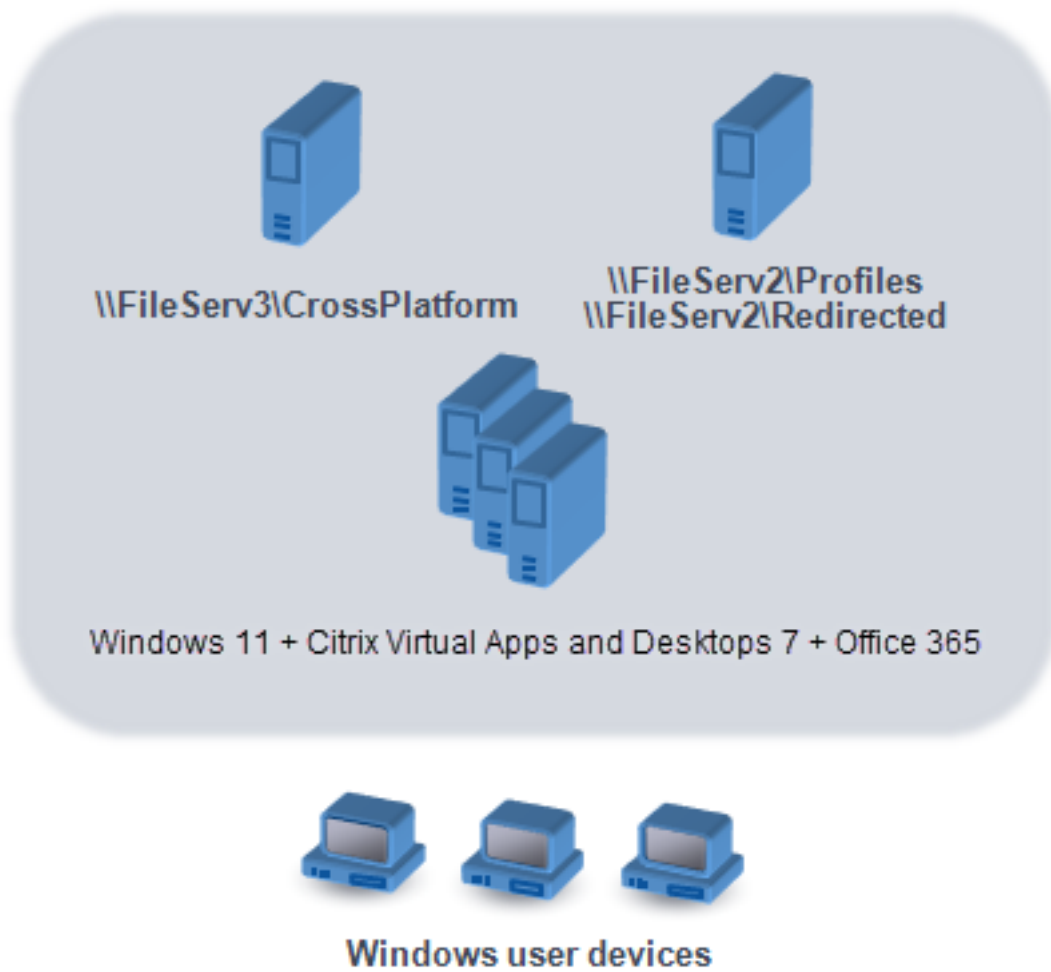 \\FileServ3\CrossPlatform
\\FileServ2\Profiles
\\FileServ2\Redirected
Windows 11 + Citrix Virtual Apps and Desktops 7 + Office 365
Windows user devices